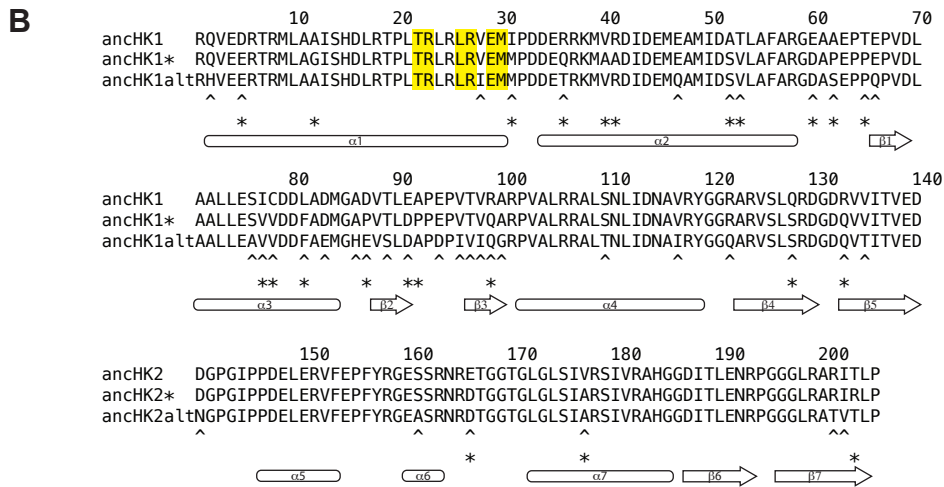 B
10 20 30 40 50 60 70
ancHK1 RQVEDRTRMLAAISHDLRTPLTRLRLRVEMIPDDERRKMVRDIDEMEAMIDATLAFARGEAAEPTEPVDL
ancHK1* RQVEERTRMLAGISHDLRTPLTRLRLRVEMMPDDEQRKMAADIDEMEAMIDSVLAFARGDAPEPPEPVDL
ancHK1alt RHVEERTRMLAAISHDLRTPLTRLRLRIEMMPDDETRKMVRDIDEMQAMIDSVLAFARGDASEPPQPVDL
^ ^ ^ ^ ^ ^ ^^ ^ ^ ^^
* * * * ** ** * * *
α1 α2 β1
80 90 100 110 120 130 140
ancHK1 AALLESICDDLADMGADVTLEAPEPVTVRARPVALRRALSNLIDNAVRYGGRARVSLQRDGDRVVITVED
ancHK1* AALLESVVDDFADMGAPVTLDPPEPVTVQARPVALRRALSNLIDNAVRYGGRARVSLSRDGDQVVITVED
ancHK1alt AALLEAVVDDFAEMGHEVSLDAPDPIVIQGRPVALRRALTNLIDNAIRYGGQARVSLSRDGDQVTITVED
^^^ ^ ^ ^^ ^ ^ ^ ^^^^^ ^ ^ ^ ^ ^ ^
** * * ** * * *
α3 β2 β3 α4 β4 β5
150 160 170 180 190 200
ancHK2 DGPGIPPDELERVFEPFYRGESSRNRETGGTGLGLSIVRSIVRAHGGDITLENRPGGGLRARITLP
ancHK2* DGPGIPPDELERVFEPFYRGESSRNRDTGGTGLGLSIARSIVRAHGGDITLENRPGGGLRARIRLP
ancHK2alt NGPGIPPDELERVFEPFYRGEASRNRDTGGTGLGLSIARSIVRAHGGDITLENRPGGGLRATVTLP
^ ^ ^ ^ ^^
* * *
α5 α6 α7 β6 β7